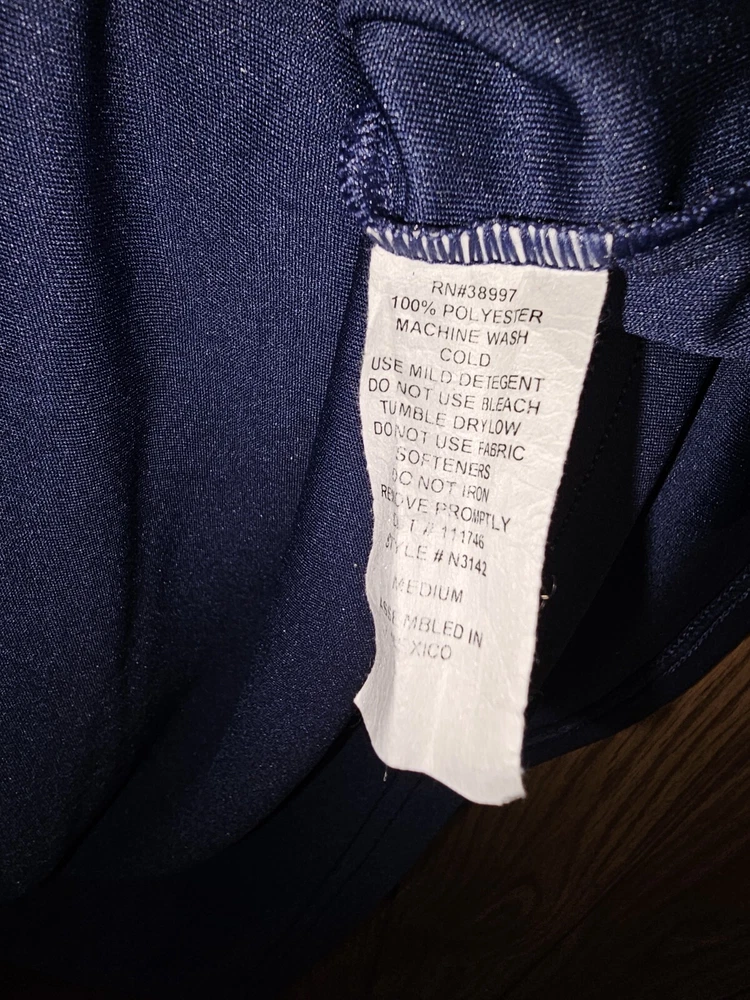 RN#38997
100% POLYESTER
MACHINE WASH
COLD
USE MILD DETEGENT
DO NOT USE BLEACH
TUMBLE DRYLOW
DONOT USE FABRIC
SOFTENERS
DO NOT IRON
REMOVE PROMPTLY
# 111746
STYLE # N3142
MEDIUM
ASSEMBLED IN
MEXICO